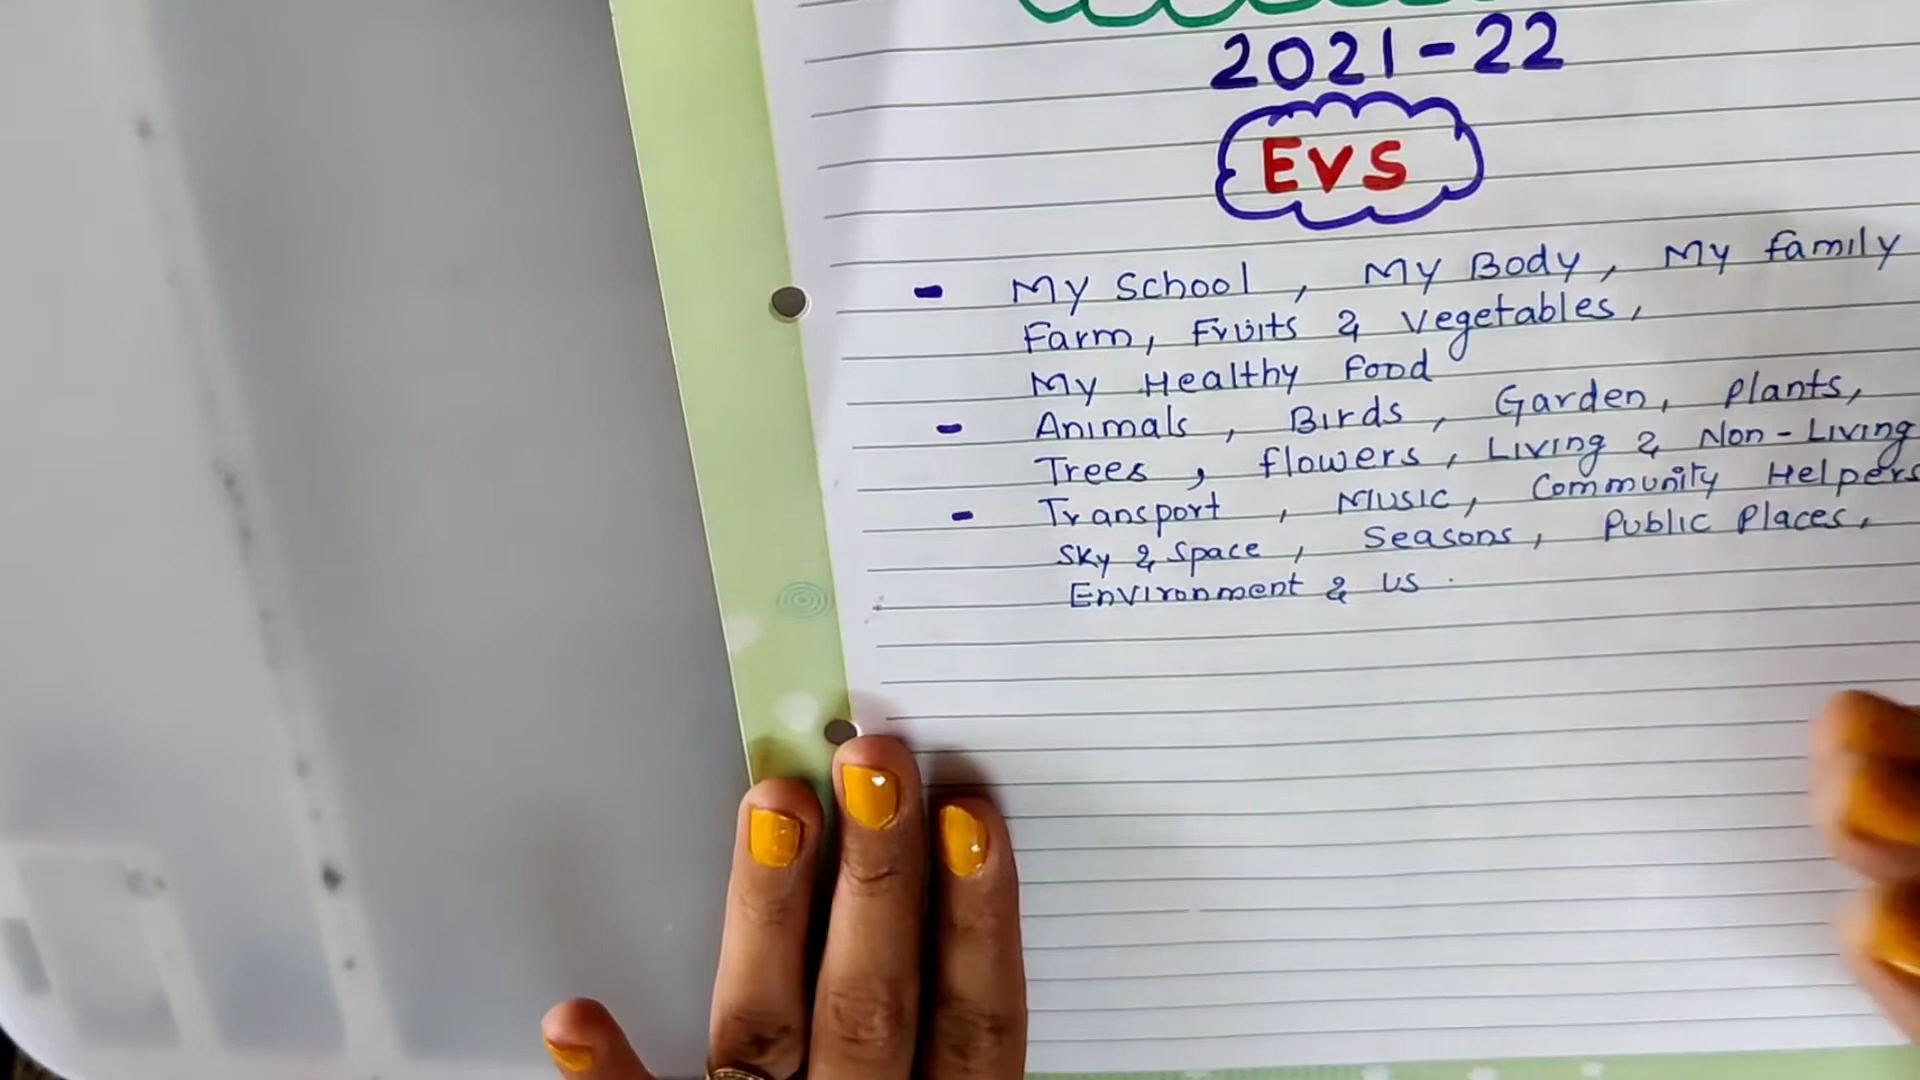 2021-22
EVS
- My School, My Body, My family
Farm, Fruits & Vegetables,
My Healthy Food
- Animals, Birds, Garden, Plants,
Trees, flowers, Living & Non-Living
- Transport, Music, Community Helpers
Sky & Space, Seasons, Public Places,
Environment & us.